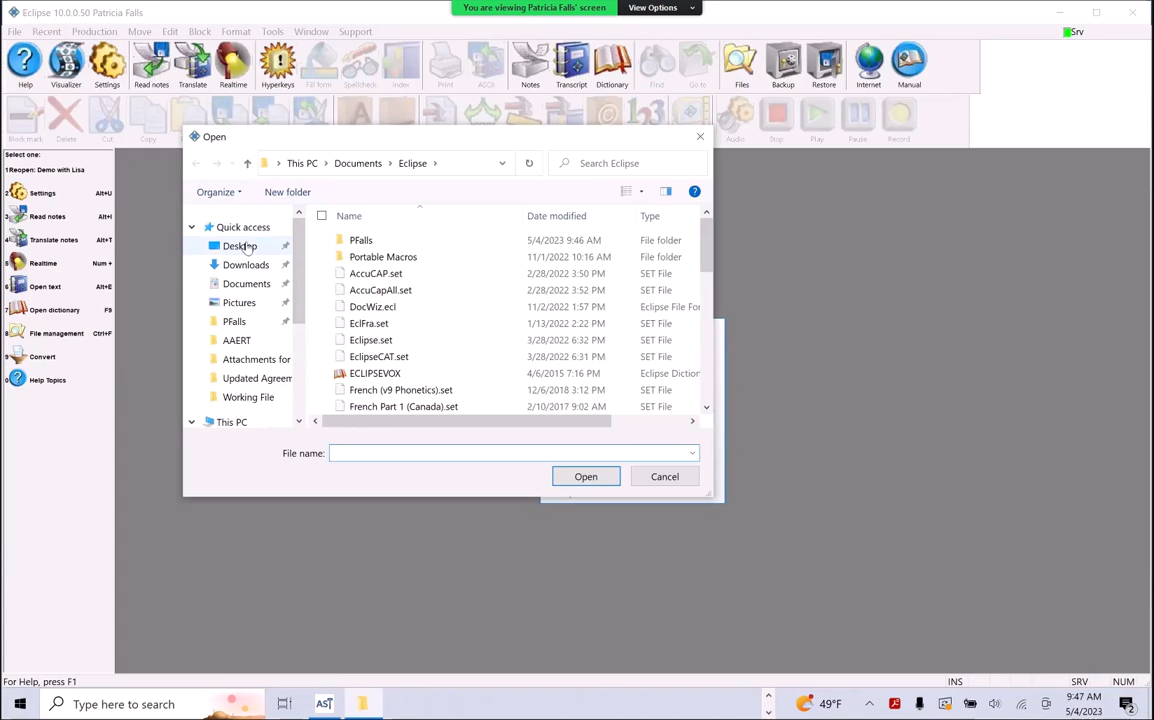 Eclipse 10.0.0.50 Patricia Falls
You are viewing Patricia Falls' screen
View Options
File Recent Production Move Edit Block Format Tools Window Support
Srv
Help Visualizer Settings Read notes Translate Realtime Hyperkeys Fill form Spellcheck Index Print ASCII Notes Transcript Dictionary Find Go to Files Backup Restore Internet Manual
Block mark Delete Cut Copy Audio Stop Play Pause Record
Select one:
1Reopen: Demo with Lisa
2 Settings Alt+U
3 Read notes Alt+I
4 Translate notes Alt+T
5 Realtime Num +
6 Open text Alt+E
7 Open dictionary F9
8 File management Ctrl+F
9 Convert
0 Help Topics
Open
This PC Documents Eclipse
Search Eclipse
Organize New folder
Quick access
Desktop
Downloads
Documents
Pictures
PFalls
AAERT
Attachments for
Updated Agreem
Working File
This PC
Name Date modified Type
PFalls 5/4/2023 9:46 AM File folder
Portable Macros 11/1/2022 10:16 AM File folder
AccuCAP.set 2/28/2022 3:50 PM SET File
AccuCapAll.set 2/28/2022 3:52 PM SET File
DocWiz.ecl 11/2/2022 1:57 PM Eclipse File For
EclFra.set 1/13/2022 2:22 PM SET File
Eclipse.set 3/28/2022 6:32 PM SET File
EclipseCAT.set 3/28/2022 6:31 PM SET File
ECLIPSEVOX 4/6/2015 7:16 PM Eclipse Diction
French (v9 Phonetics).set 12/6/2018 3:12 PM SET File
French Part 1 (Canada).set 2/10/2017 9:02 AM SET File
File name:
Open Cancel
For Help, press F1
INS SRV NUM
Type here to search
AST
49°F
9:47 AM
5/4/2023
2